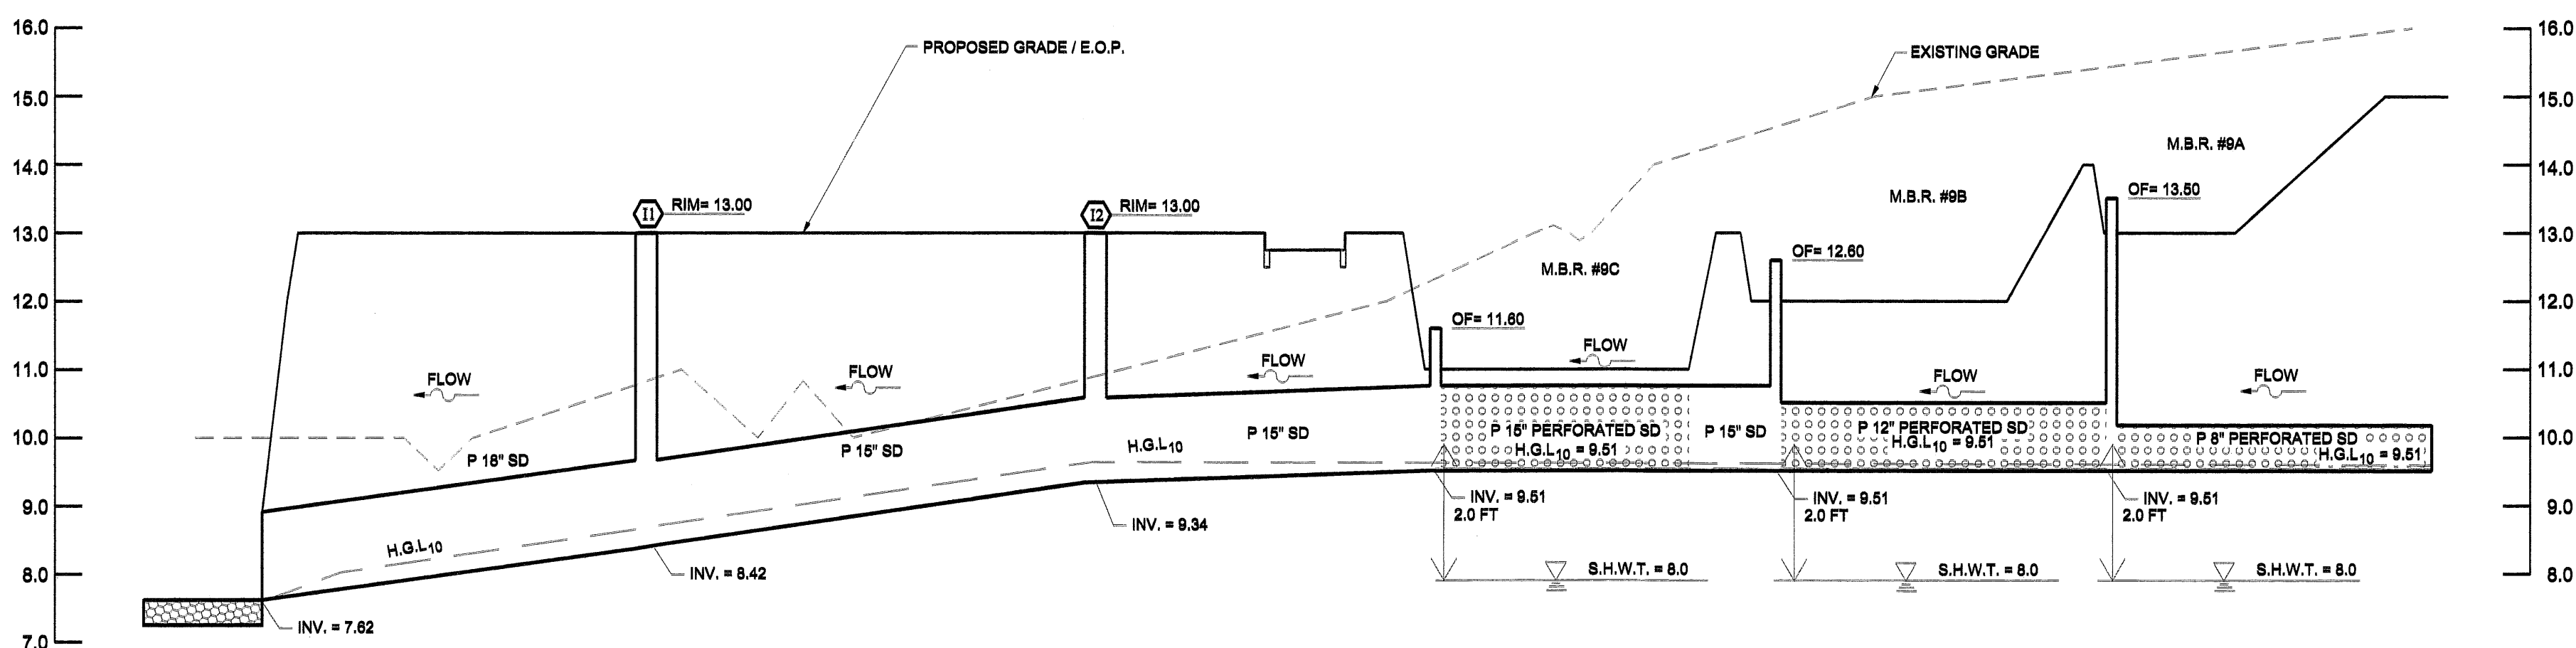 16.0
15.0
14.0
13.0
12.0
11.0
10.0
9.0
8.0
7.0
PROPOSED GRADE / E.O.P.
EXISTING GRADE
M.B.R. #9A
M.B.R. #9B
M.B.R. #9C
I1
RIM= 13.00
I2
RIM= 13.00
OF= 13.50
OF= 12.60
OF= 11.60
FLOW
FLOW
FLOW
FLOW
FLOW
FLOW
P 18" SD
P 15" SD
H.G.L10
P 15" SD
P 15" PERFORATED SD
H.G.L10 = 9.51
P 15" SD
P 12" PERFORATED SD
H.G.L10 = 9.51
P 8" PERFORATED SD
H.G.L10 = 9.51
H.G.L10
INV. = 7.62
INV. = 8.42
INV. = 9.34
INV. = 9.51
2.0 FT
INV. = 9.51
2.0 FT
INV. = 9.51
2.0 FT
S.H.W.T. = 8.0
S.H.W.T. = 8.0
S.H.W.T. = 8.0
16.0
15.0
14.0
13.0
12.0
11.0
10.0
9.0
8.0